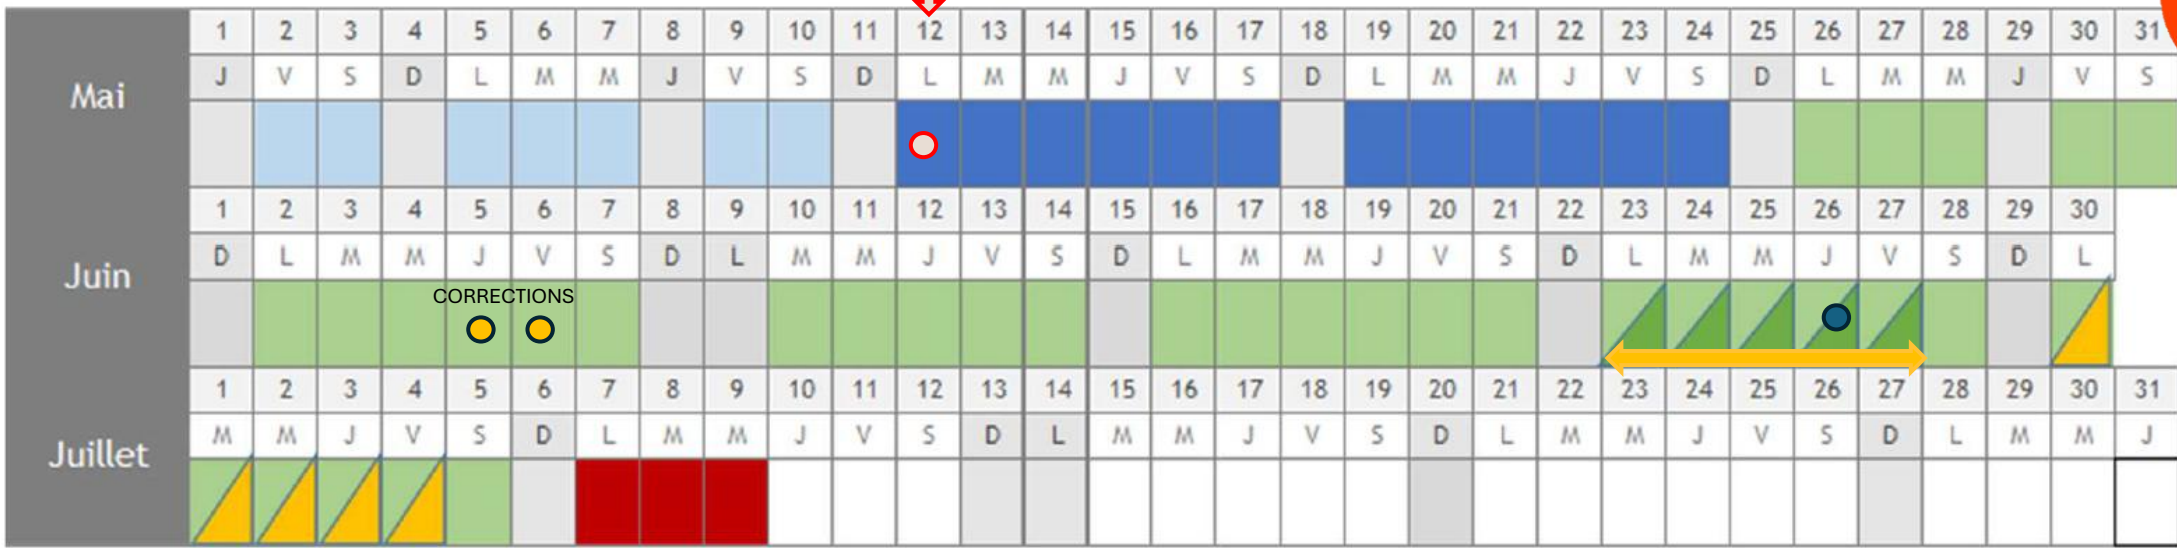 1 2 3 4 5 6 7 8 9 10 11 12 13 14 15 16 17 18 19 20 21 22 23 24 25 26 27 28 29 30 31
Mai
J V S D L M M J V S D L M M J V S D L M M J V S D L M M J V S
1 2 3 4 5 6 7 8 9 10 11 12 13 14 15 16 17 18 19 20 21 22 23 24 25 26 27 28 29 30
Juin
D L M M J V S D L M M J V S D L M M J V S D L M M J V S D L
CORRECTIONS
1 2 3 4 5 6 7 8 9 10 11 12 13 14 15 16 17 18 19 20 21 22 23 24 25 26 27 28 29 30 31
Juillet
M M J V S D L M M J V S D L M M J V S D L M M J V S D L M M J